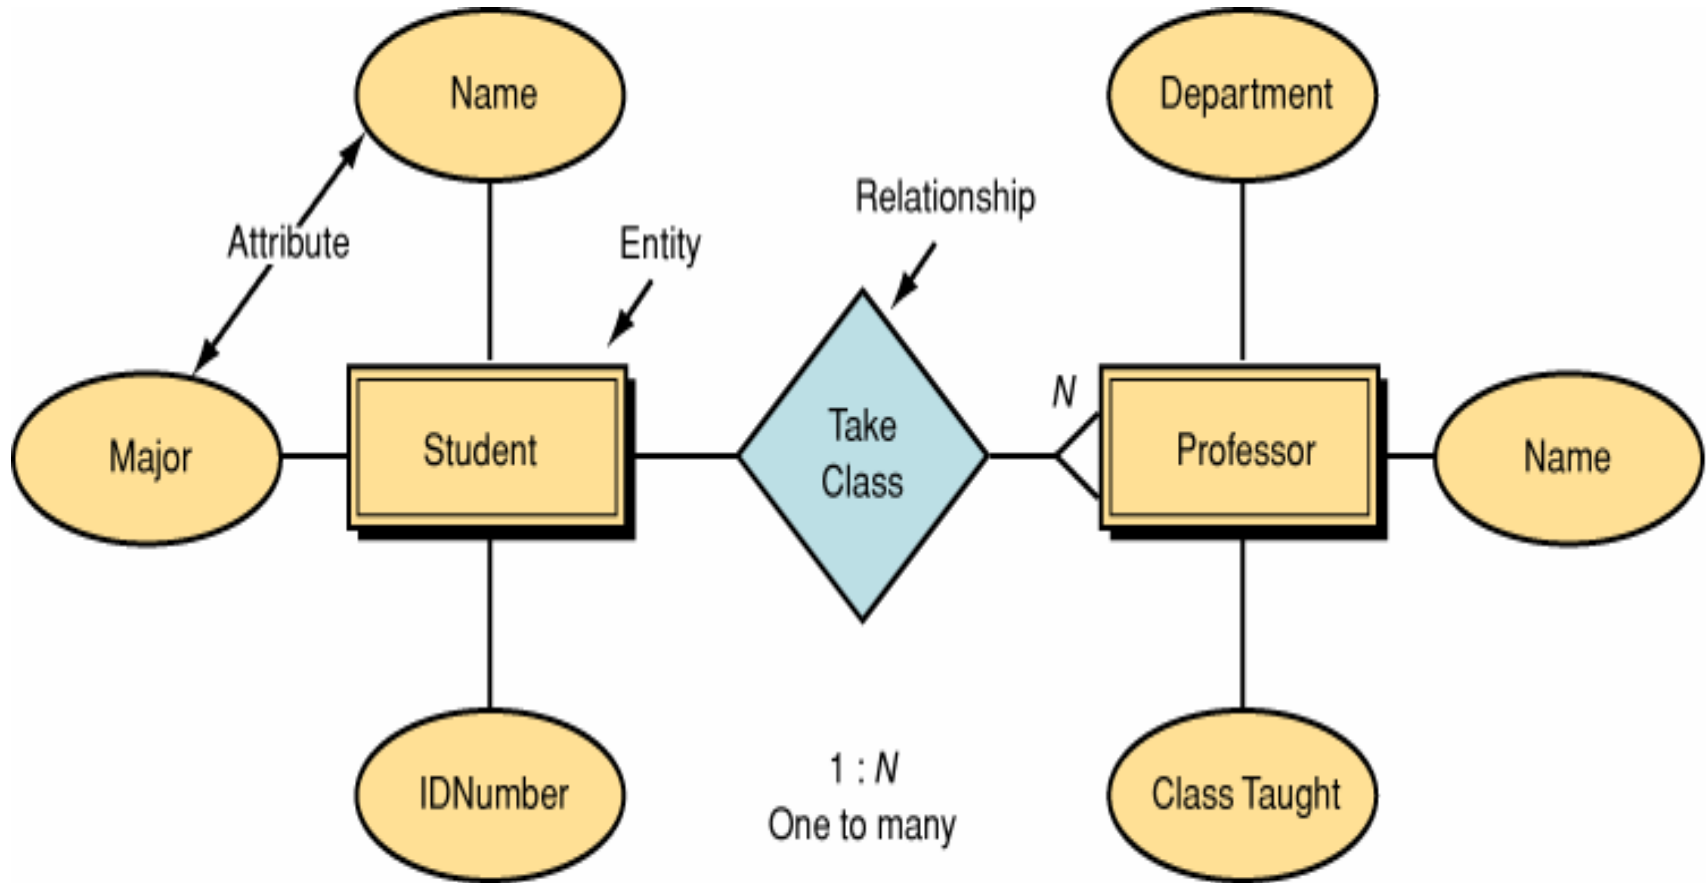 Name
Department
Relationship
Attribute
Entity
N
Take
Class
Major
Student
Professor
Name
1 : N
One to many
IDNumber
Class Taught